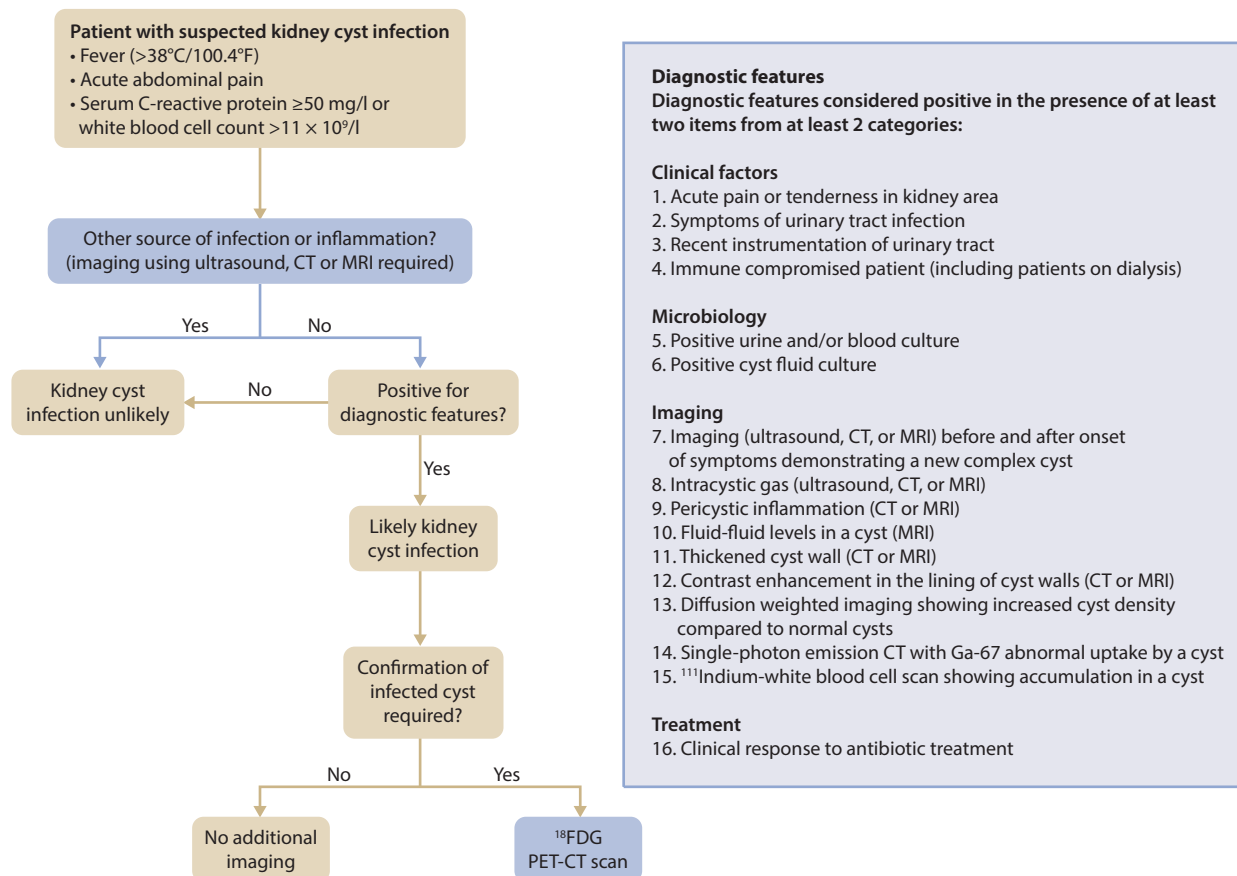 Patient with suspected kidney cyst infection
• Fever (>38°C/100.4°F)
• Acute abdominal pain
• Serum C-reactive protein ≥50 mg/l or
white blood cell count >11 × 10⁹/l
Other source of infection or inflammation?
(imaging using ultrasound, CT or MRI required)
Yes
No
Kidney cyst
infection unlikely
No
Positive for
diagnostic features?
Yes
Likely kidney
cyst infection
Confirmation of
infected cyst
required?
No
Yes
No additional
imaging
¹⁸FDG
PET-CT scan
Diagnostic features
Diagnostic features considered positive in the presence of at least
two items from at least 2 categories:
Clinical factors
1. Acute pain or tenderness in kidney area
2. Symptoms of urinary tract infection
3. Recent instrumentation of urinary tract
4. Immune compromised patient (including patients on dialysis)
Microbiology
5. Positive urine and/or blood culture
6. Positive cyst fluid culture
Imaging
7. Imaging (ultrasound, CT, or MRI) before and after onset
of symptoms demonstrating a new complex cyst
8. Intracystic gas (ultrasound, CT, or MRI)
9. Pericystic inflammation (CT or MRI)
10. Fluid-fluid levels in a cyst (MRI)
11. Thickened cyst wall (CT or MRI)
12. Contrast enhancement in the lining of cyst walls (CT or MRI)
13. Diffusion weighted imaging showing increased cyst density
compared to normal cysts
14. Single-photon emission CT with Ga-67 abnormal uptake by a cyst
15. ¹¹¹Indium-white blood cell scan showing accumulation in a cyst
Treatment
16. Clinical response to antibiotic treatment